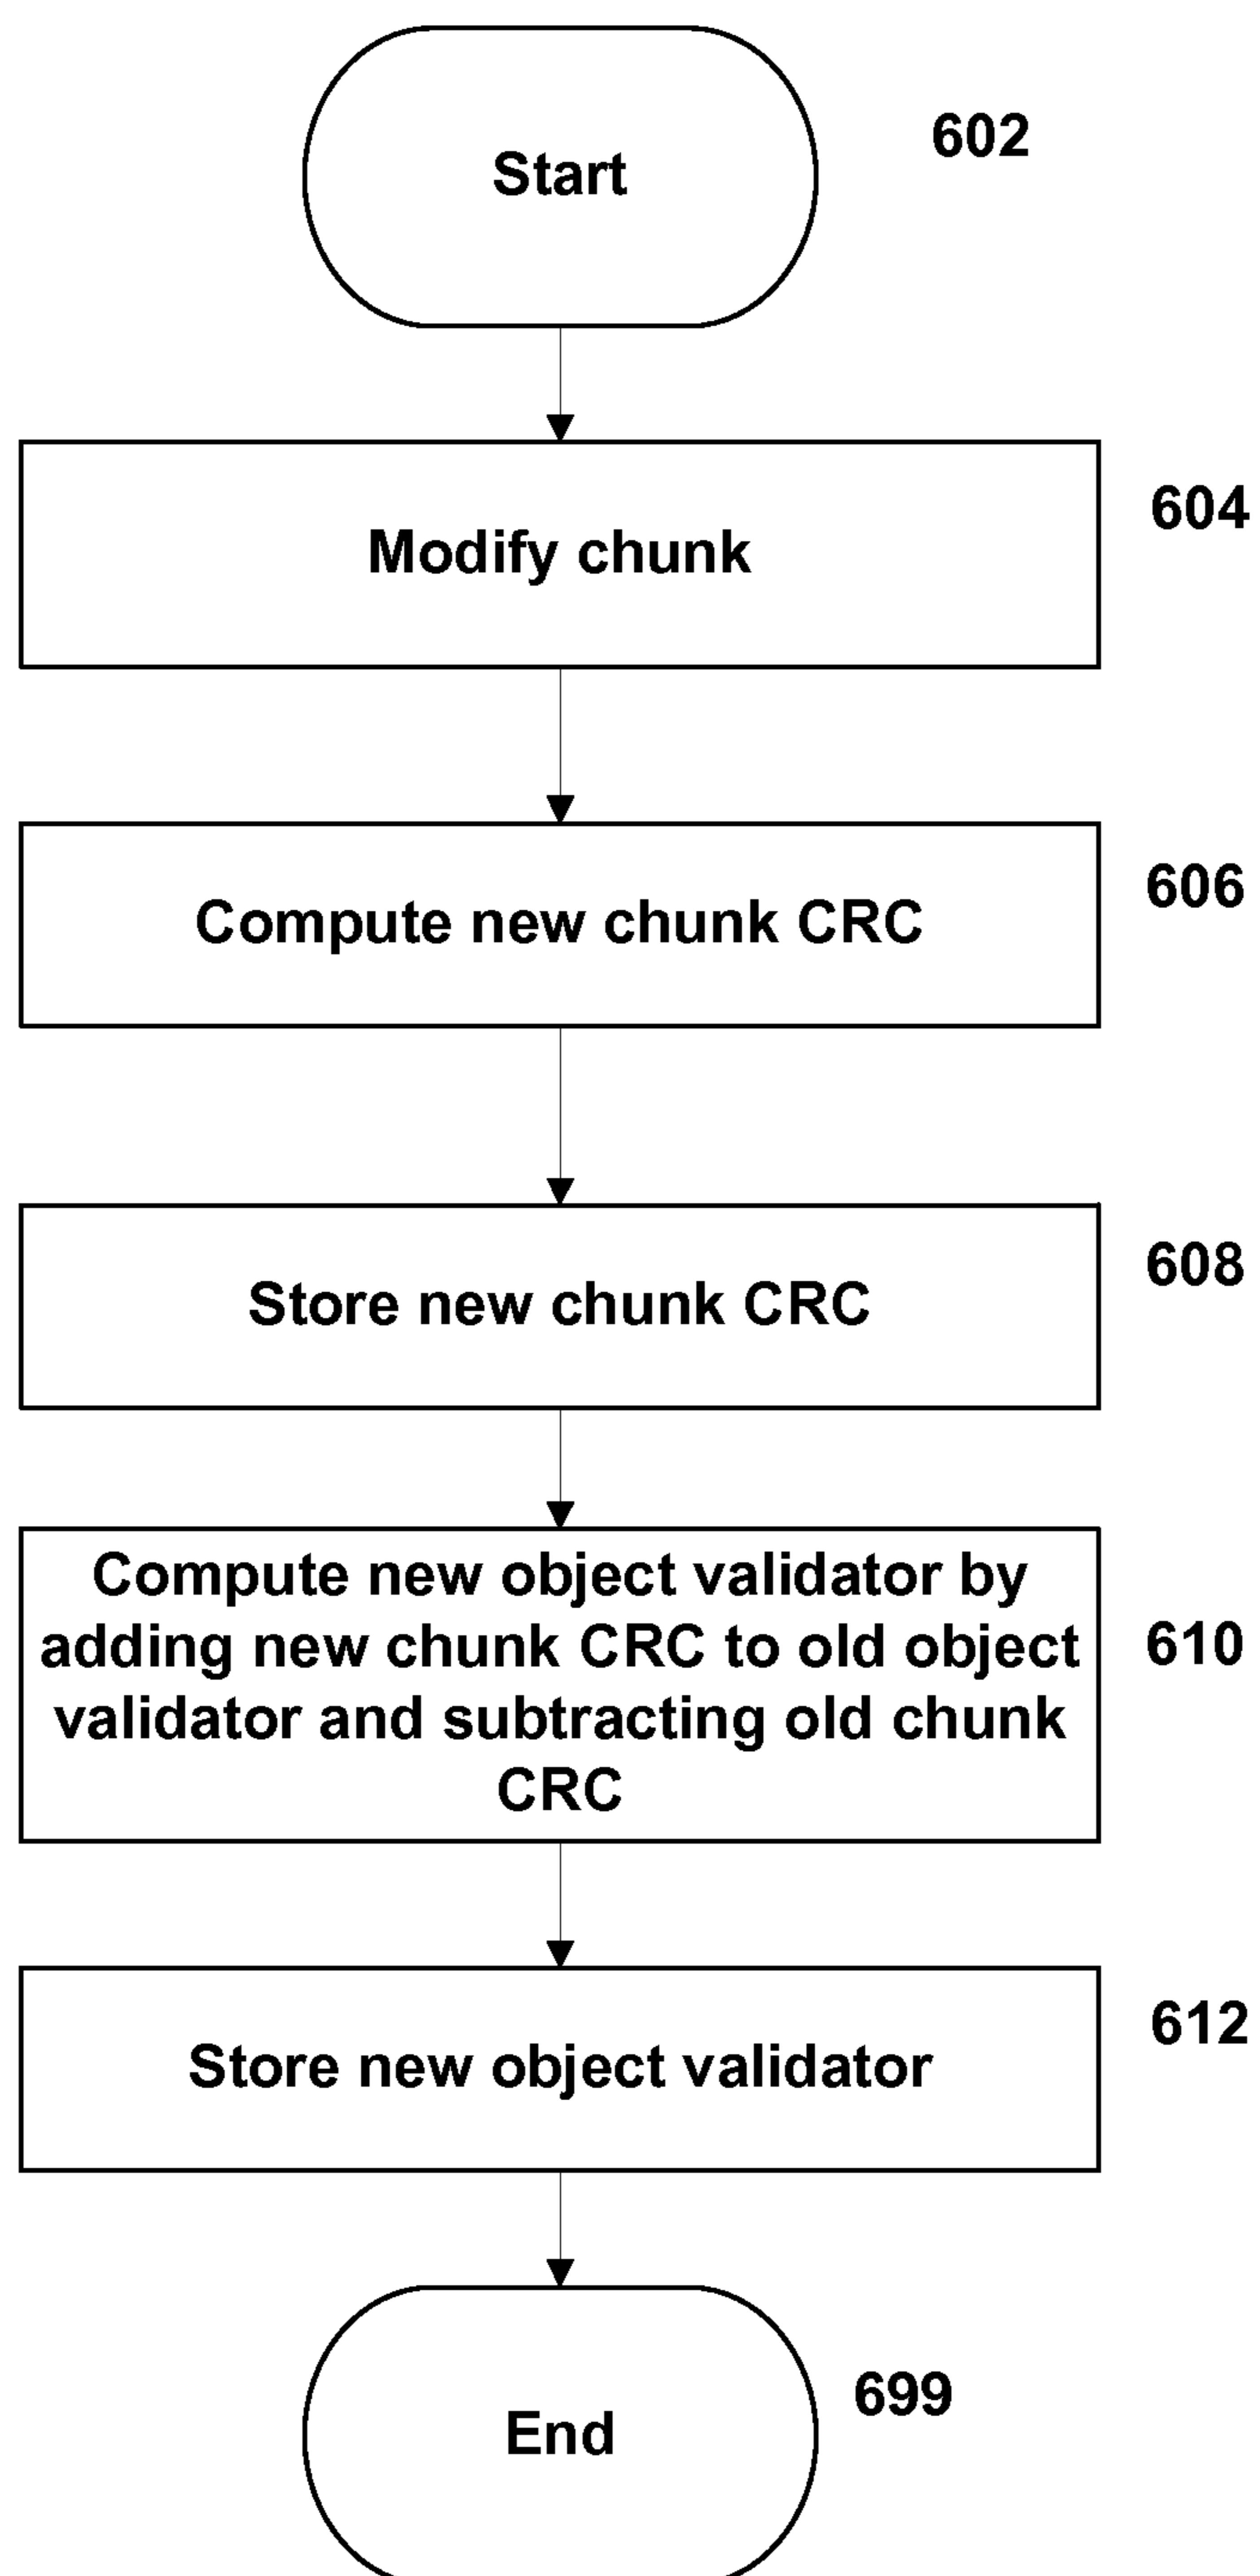 602
Start
604
Modify chunk
606
Compute new chunk CRC
608
Store new chunk CRC
Compute new object validator by
adding new chunk CRC to old object
610
validator and subtracting old chunk
CRC
612
Store new object validator
699
End